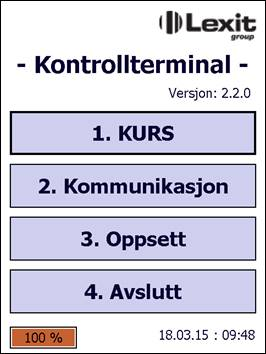 Lexit
group
- Kontrollterminal -
Versjon: 2.2.0
1. KURS
2. Kommunikasjon
3. Oppsett
4. Avslutt
100 %
18.03.15 : 09:48